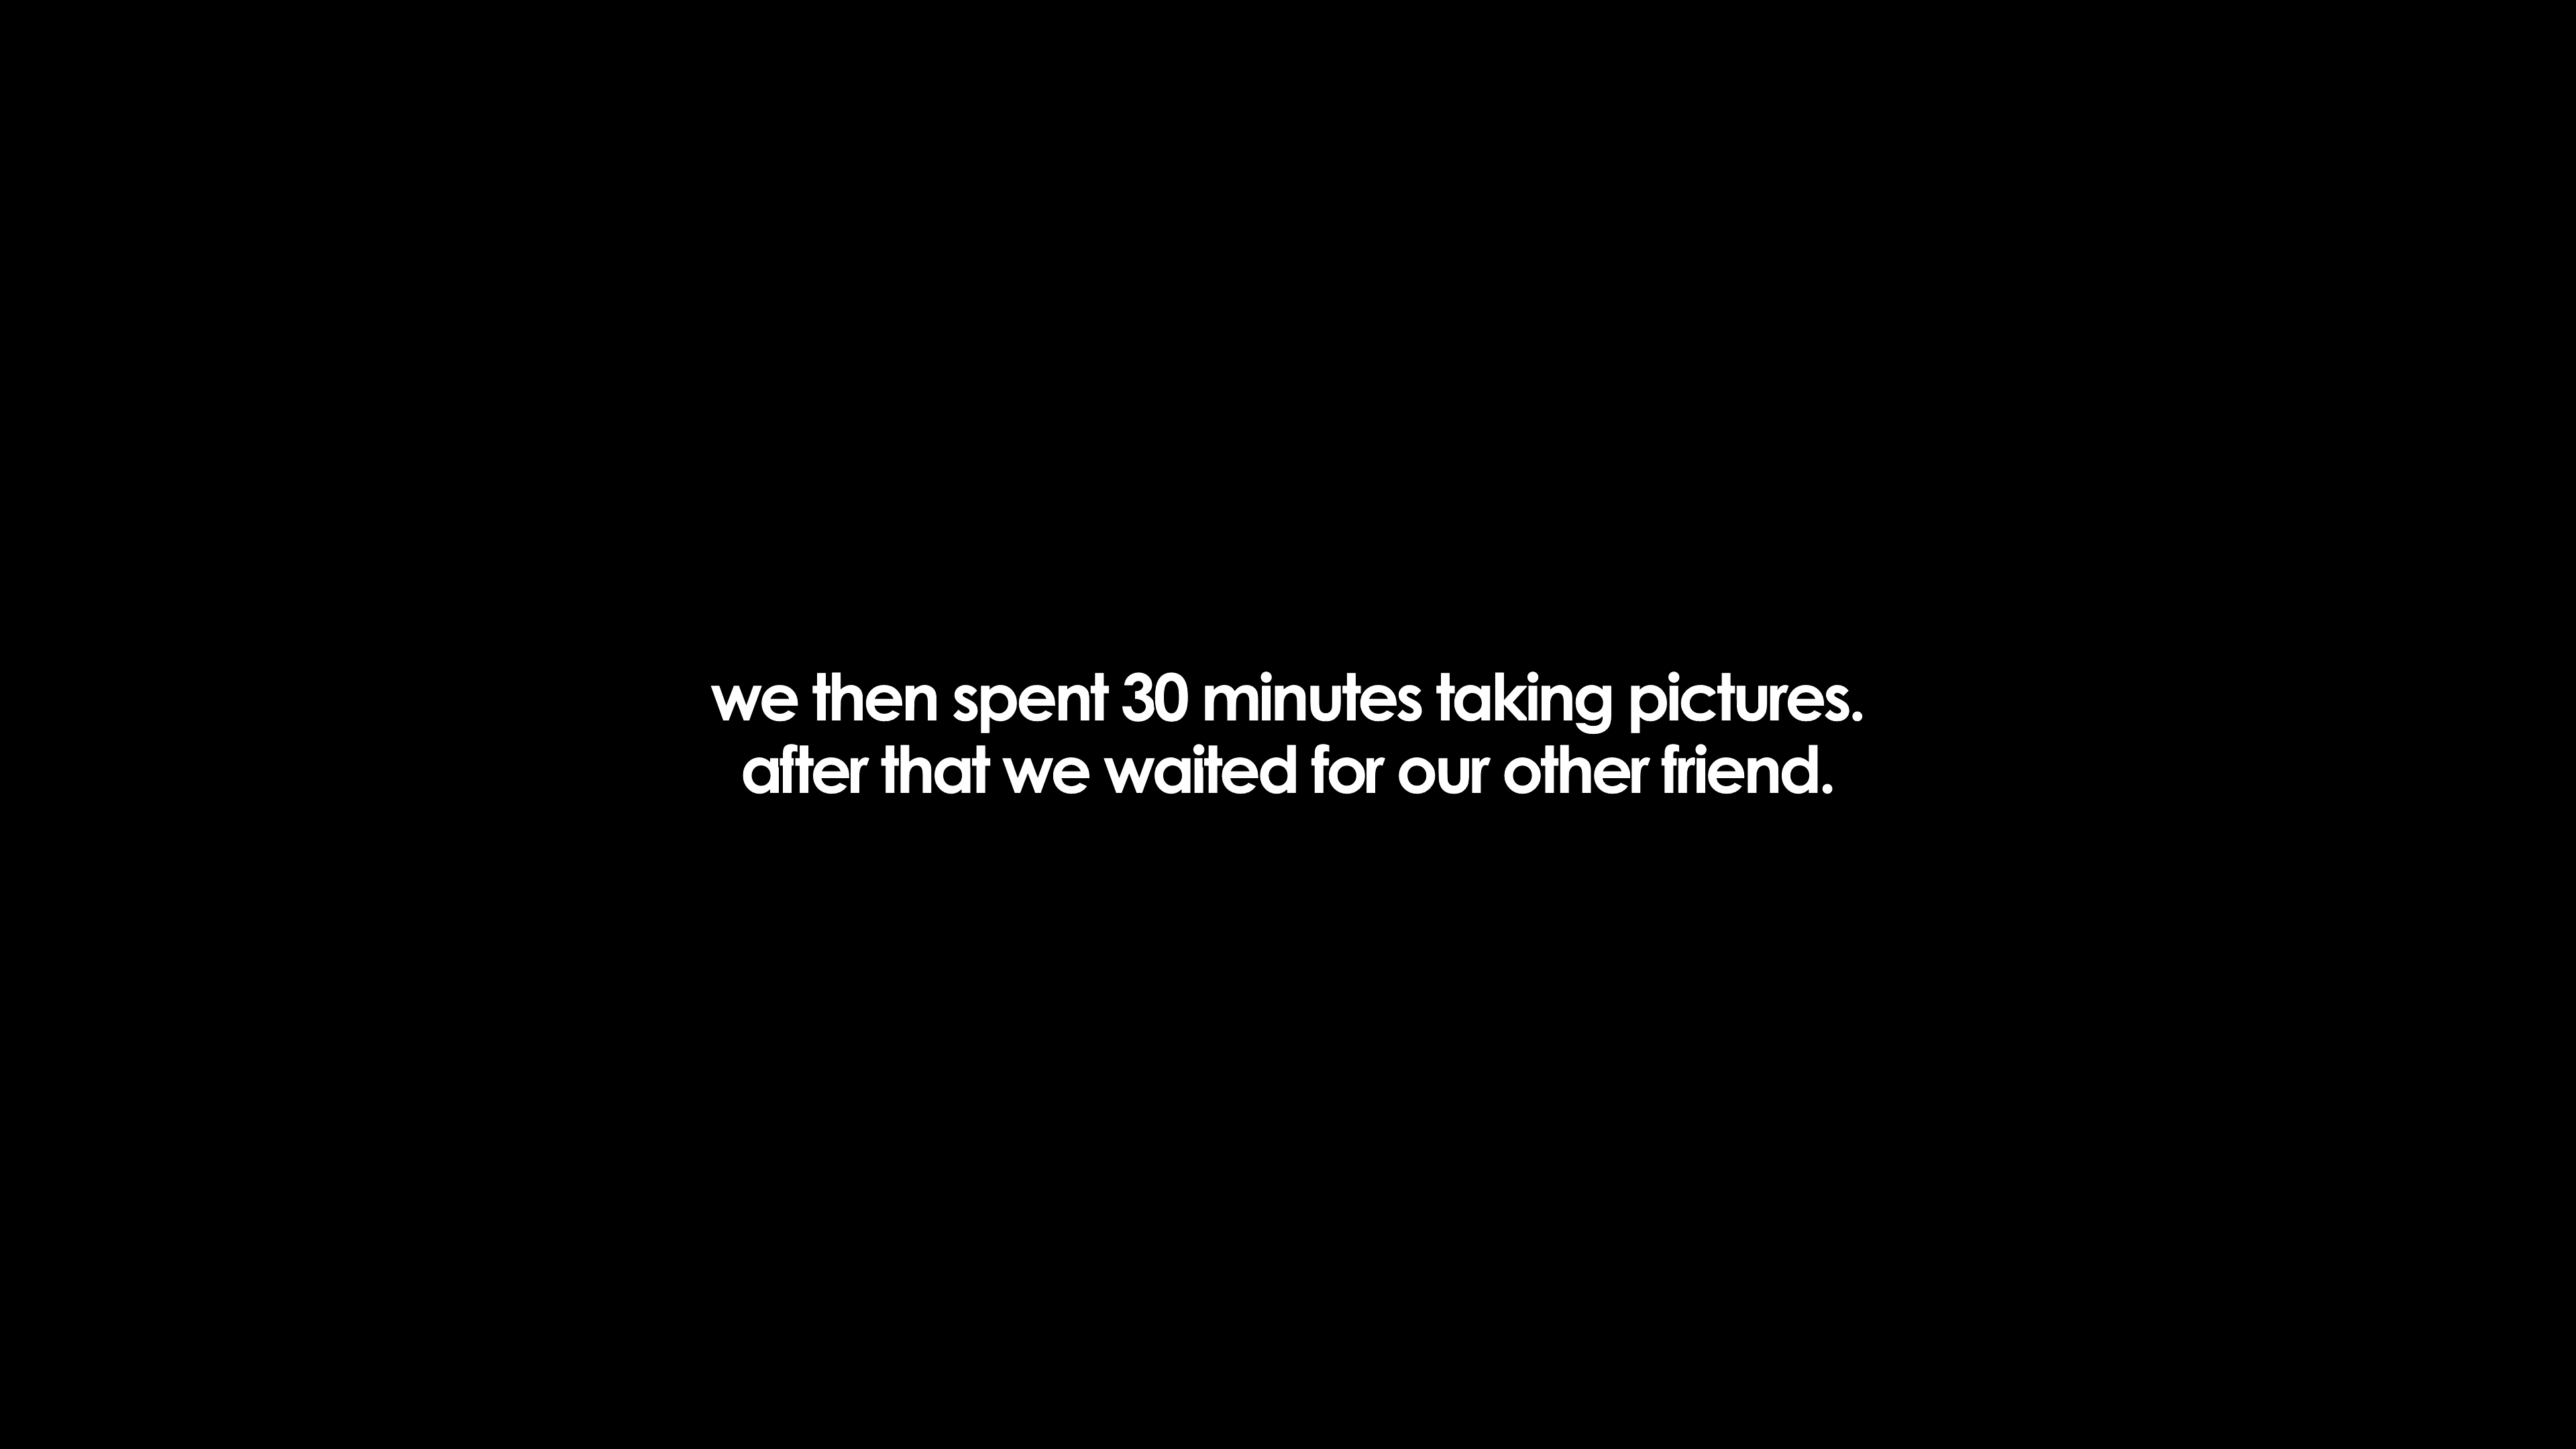 we then spent 30 minutes taking pictures.
after that we waited for our other friend.